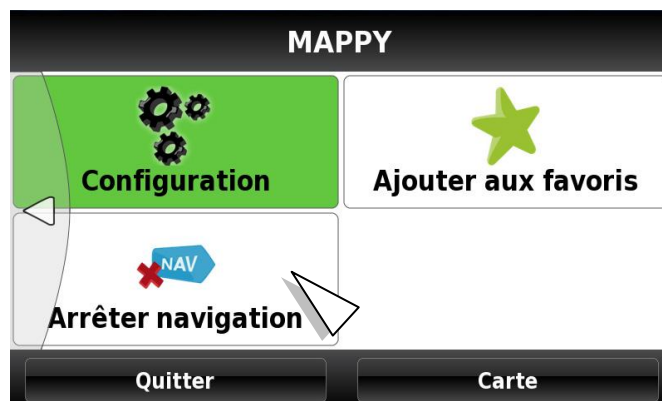 MAPPY
Configuration
Ajouter aux favoris
NAV
Arrêter navigation
Quitter
Carte